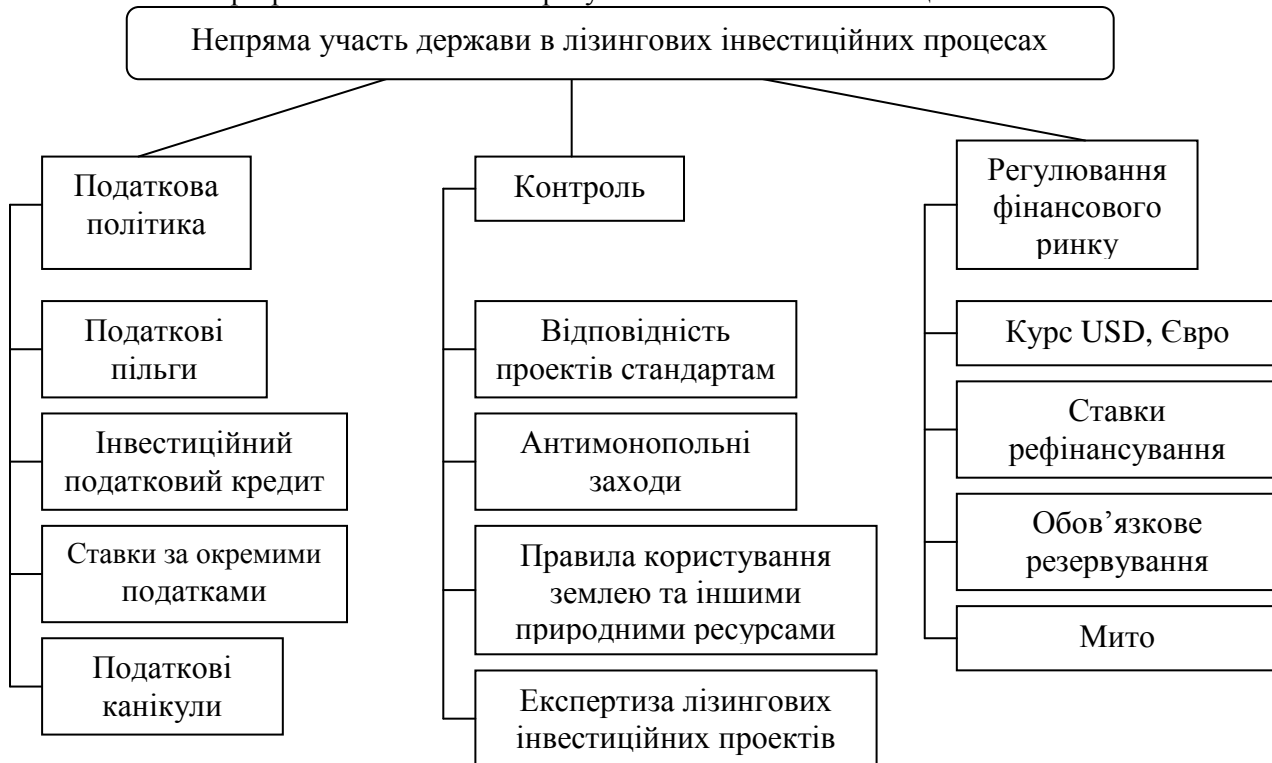 Непряма участь держави в лізингових інвестиційних процесах
Податкова
політика
Податкові
пільги
Інвестиційний
податковий кредит
Ставки за окремими
податками
Податкові
канікули
Контроль
Відповідність
проектів стандартам
Антимонопольні
заходи
Правила користування
землею та іншими
природними ресурсами
Експертиза лізингових
інвестиційних проектів
Регулювання
фінансового
ринку
Курс USD, Євро
Ставки
рефінансування
Обов’язкове
резервування
Мито